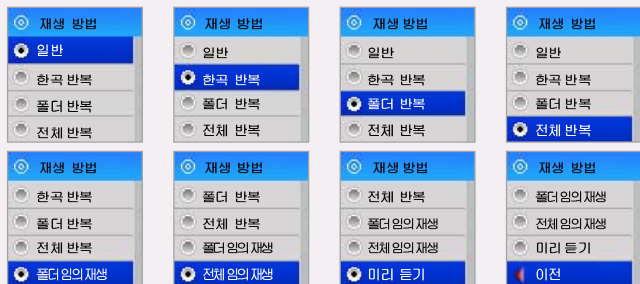 재생 방법
일반
한곡 반복
폴더 반복
전체 반복
재생 방법
일반
한곡 반복
폴더 반복
전체 반복
재생 방법
일반
한곡 반복
폴더 반복
전체 반복
재생 방법
일반
한곡 반복
폴더 반복
전체 반복
재생 방법
한곡 반복
폴더 반복
전체 반복
폴더임의재생
재생 방법
폴더 반복
전체 반복
폴더임의재생
전체임의재생
재생 방법
전체 반복
폴더임의재생
전체임의재생
미리 듣기
재생 방법
폴더임의재생
전체임의재생
미리 듣기
이전